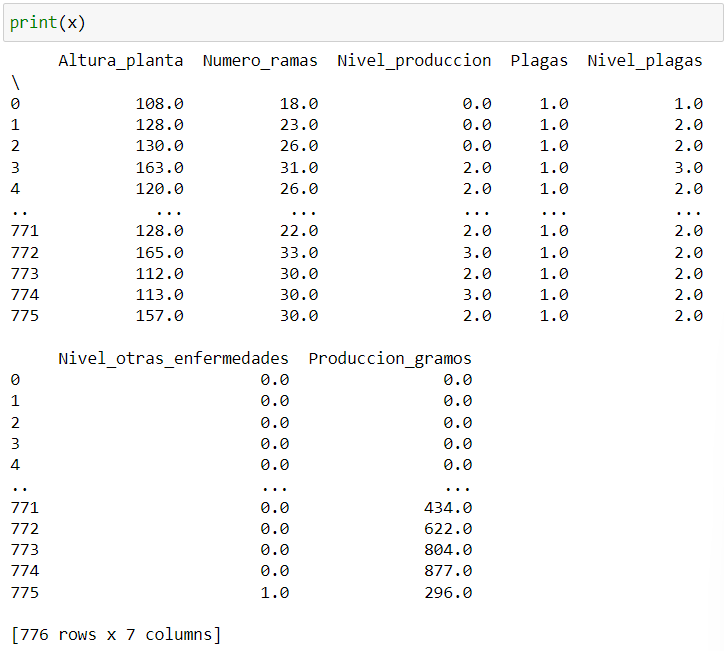 print(x)
     Altura_planta  Numero_ramas  Nivel_produccion  Plagas  Nivel_plagas
\
0            108.0          18.0               0.0     1.0           1.0
1            128.0          23.0               0.0     1.0           2.0
2            130.0          26.0               0.0     1.0           2.0
3            163.0          31.0               2.0     1.0           3.0
4            120.0          26.0               2.0     1.0           2.0
..             ...           ...               ...     ...           ...
771          128.0          22.0               2.0     1.0           2.0
772          165.0          33.0               3.0     1.0           2.0
773          112.0          30.0               2.0     1.0           2.0
774          113.0          30.0               3.0     1.0           2.0
775          157.0          30.0               2.0     1.0           2.0
     Nivel_otras_enfermedades  Produccion_gramos
0                         0.0                0.0
1                         0.0                0.0
2                         0.0                0.0
3                         0.0                0.0
4                         0.0                0.0
..                        ...                ...
771                       0.0              434.0
772                       0.0              622.0
773                       0.0              804.0
774                       0.0              877.0
775                       1.0              296.0
[776 rows x 7 columns]